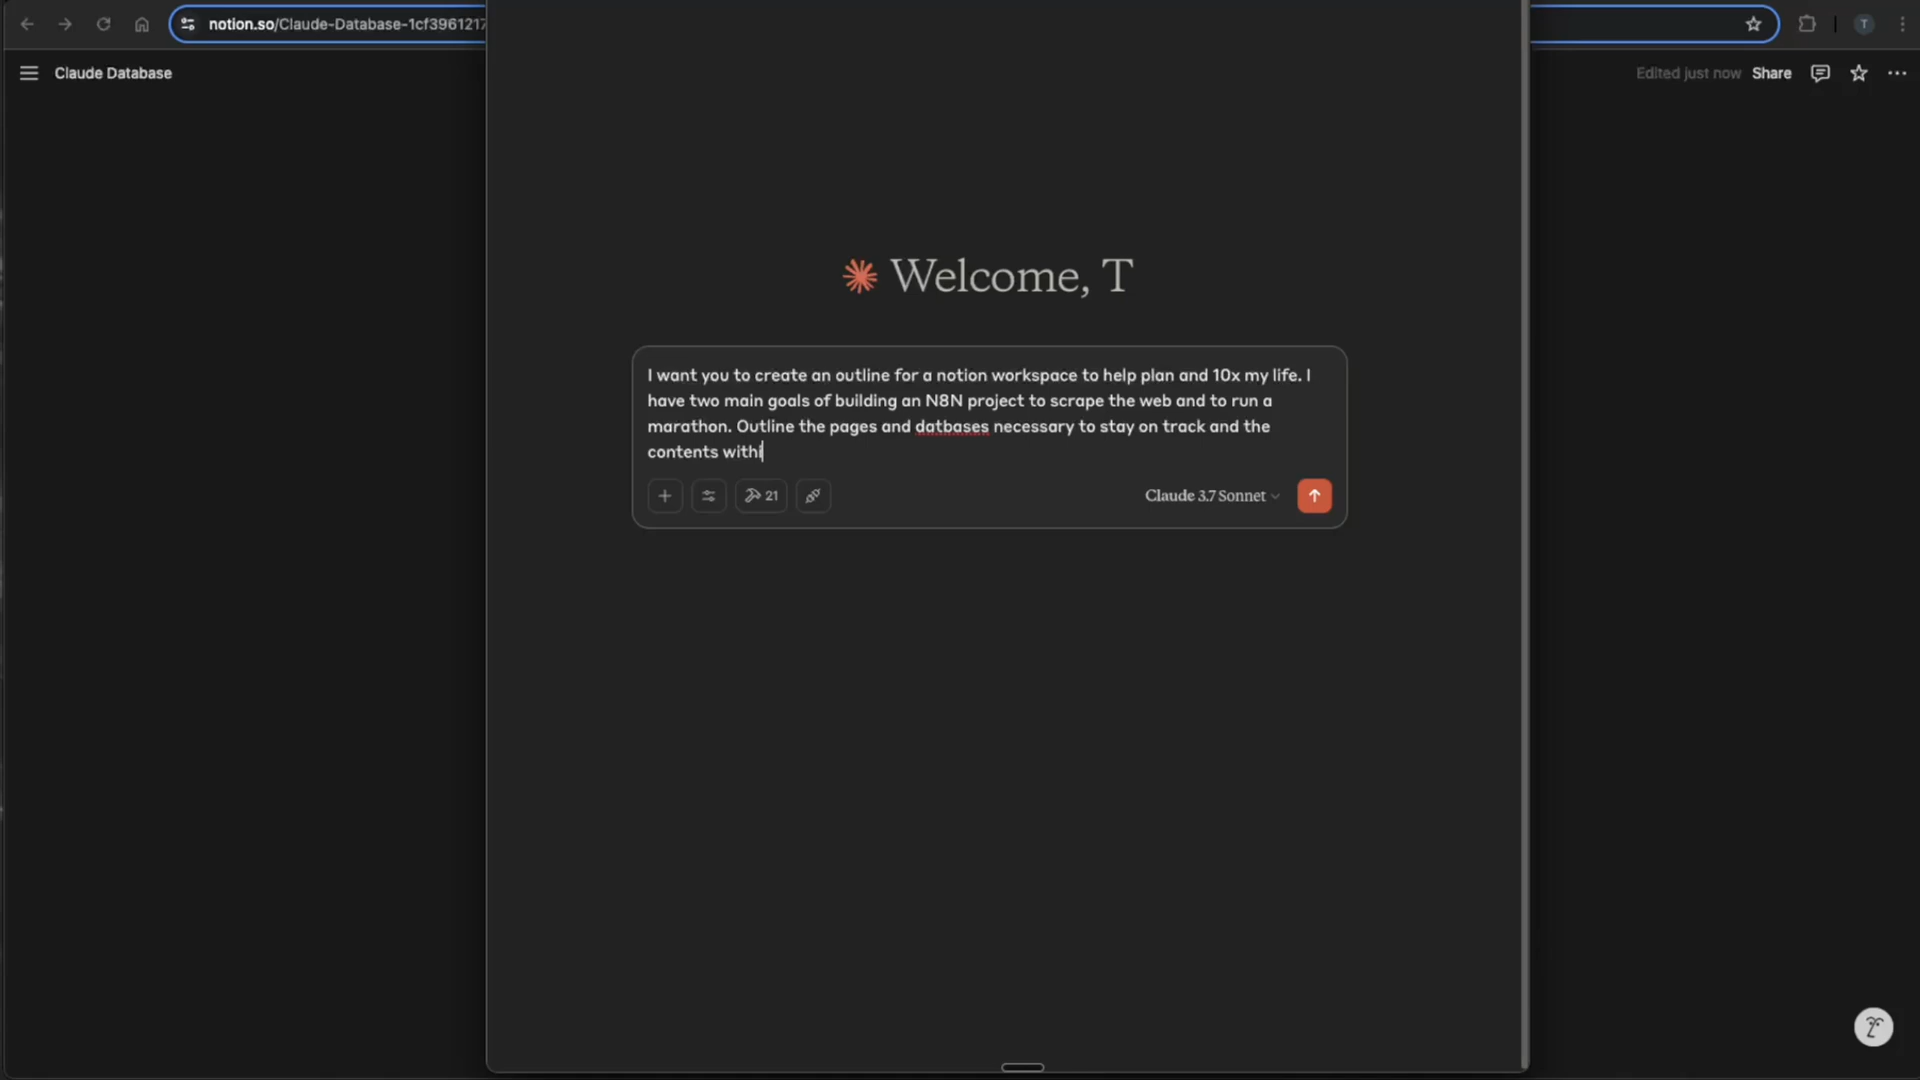 notion.so/Claude-Database-1cf3961217
T
Claude Database
Edited just now Share
Welcome, T
I want you to create an outline for a notion workspace to help plan and 10x my life. I
have two main goals of building an N8N project to scrape the web and to run a
marathon. Outline the pages and datbases necessary to stay on track and the
contents withi
21
Claude 3.7 Sonnet